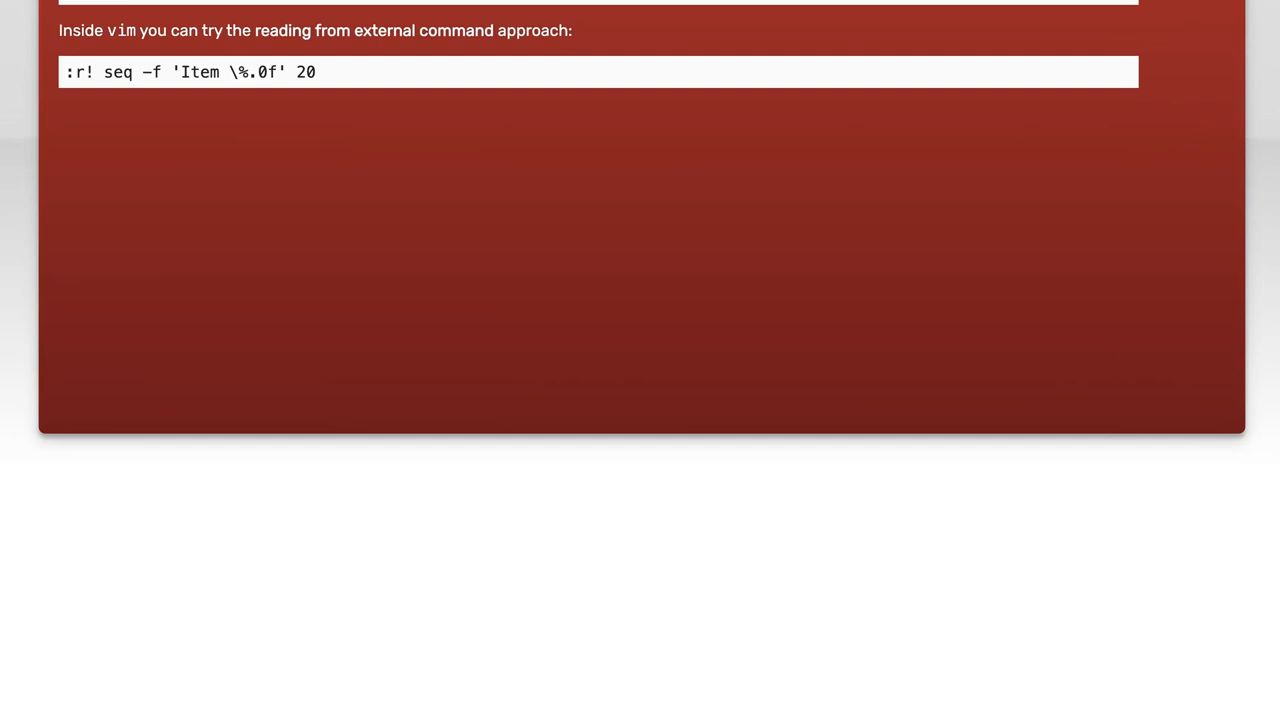 Inside vim you can try the reading from external command approach:
:r! seq -f 'Item \%.0f' 20